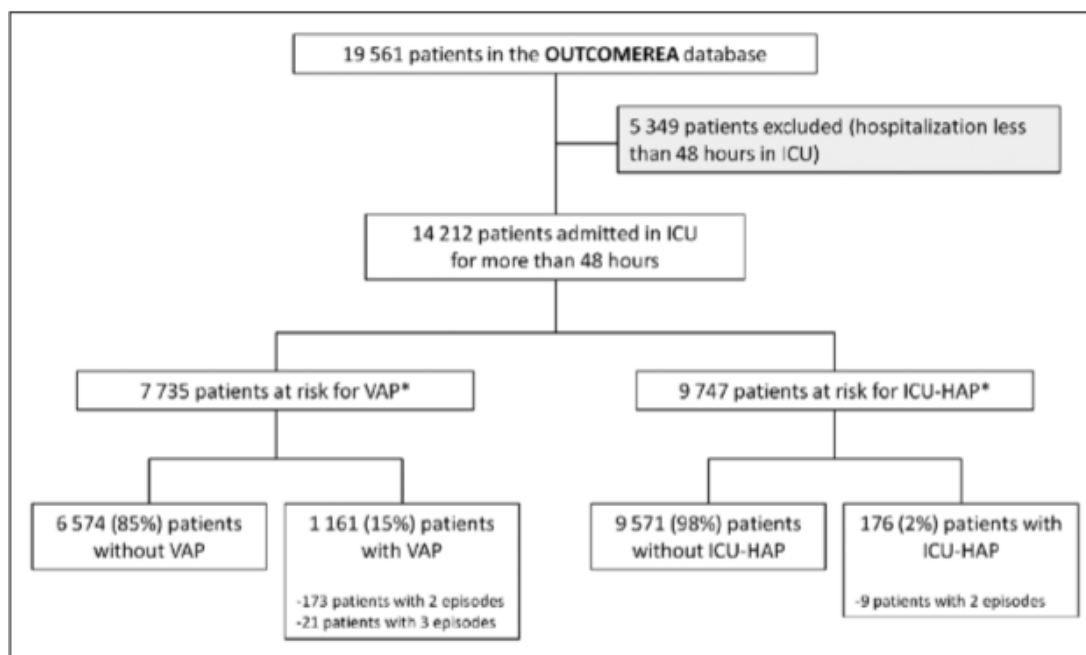 19 561 patients in the OUTCOMEREA database
5 349 patients excluded (hospitalization less
than 48 hours in ICU)
14 212 patients admitted in ICU
for more than 48 hours
7 735 patients at risk for VAP*
9 747 patients at risk for ICU-HAP*
6 574 (85%) patients
without VAP
1 161 (15%) patients
with VAP
-173 patients with 2 episodes
-21 patients with 3 episodes
9 571 (98%) patients
without ICU-HAP
176 (2%) patients with
ICU-HAP
-9 patients with 2 episodes